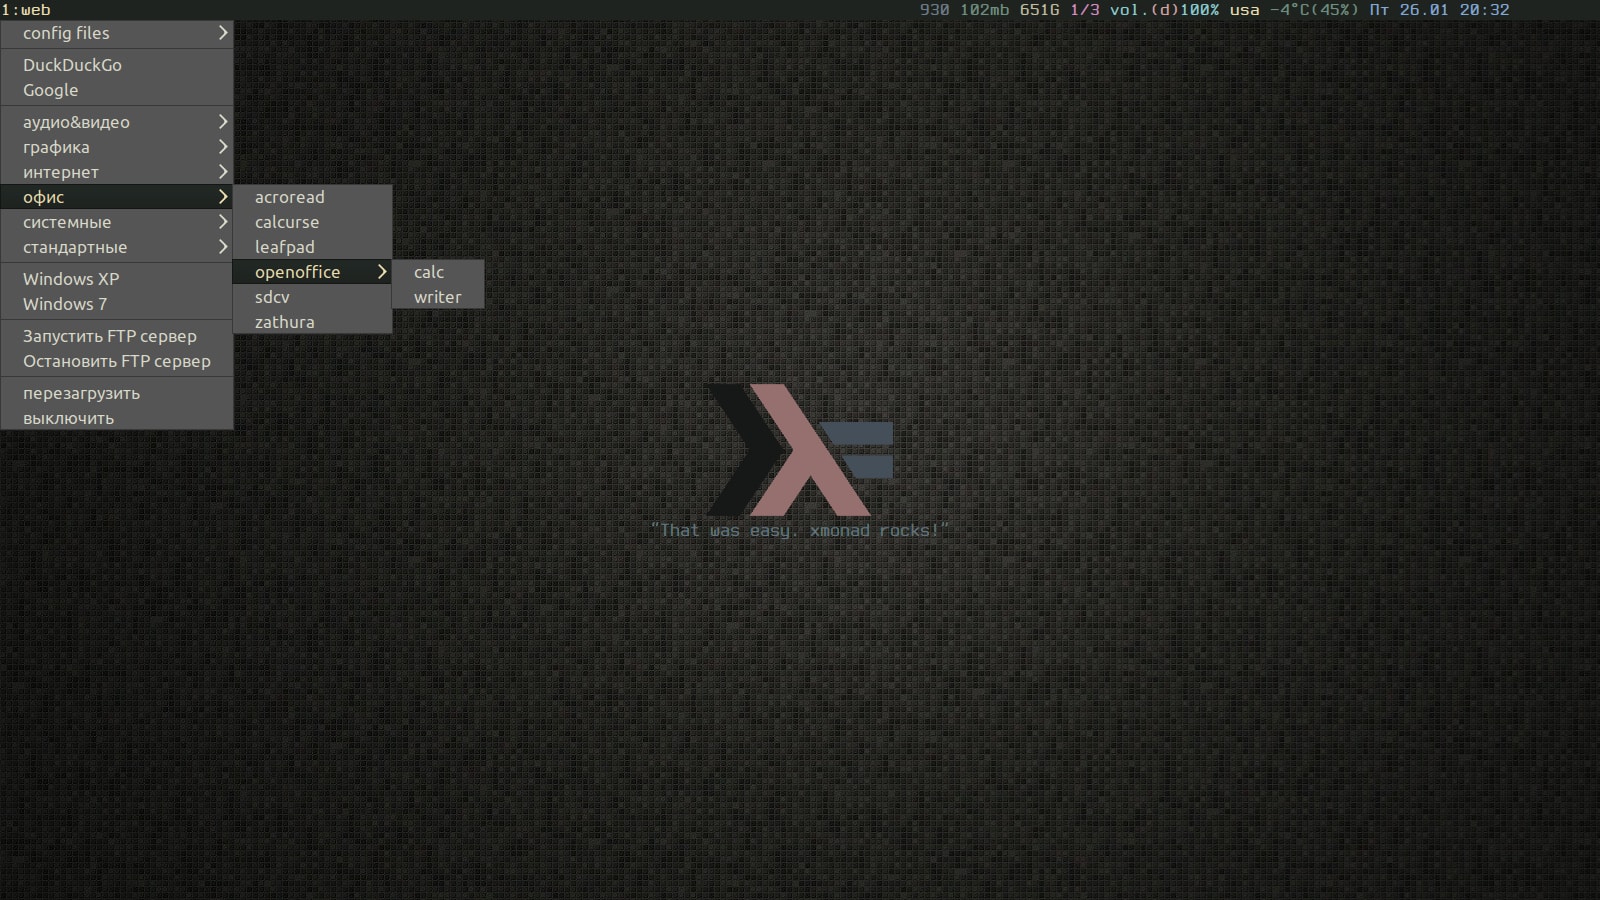 1:web 930 102mb 651G 1/3 vol.(d)100% usa -4°C(45%) Пт 26.01 20:32
config files
DuckDuckGo
Google
аудио&видео
графика
интернет
офис
системные
стандартные
Windows XP
Windows 7
Запустить FTP сервер
Остановить FTP сервер
перезагрузить
выключить
acroread
calcurse
leafpad
openoffice
sdcv
zathura
calc
writer
"That was easy. xmonad rocks!"